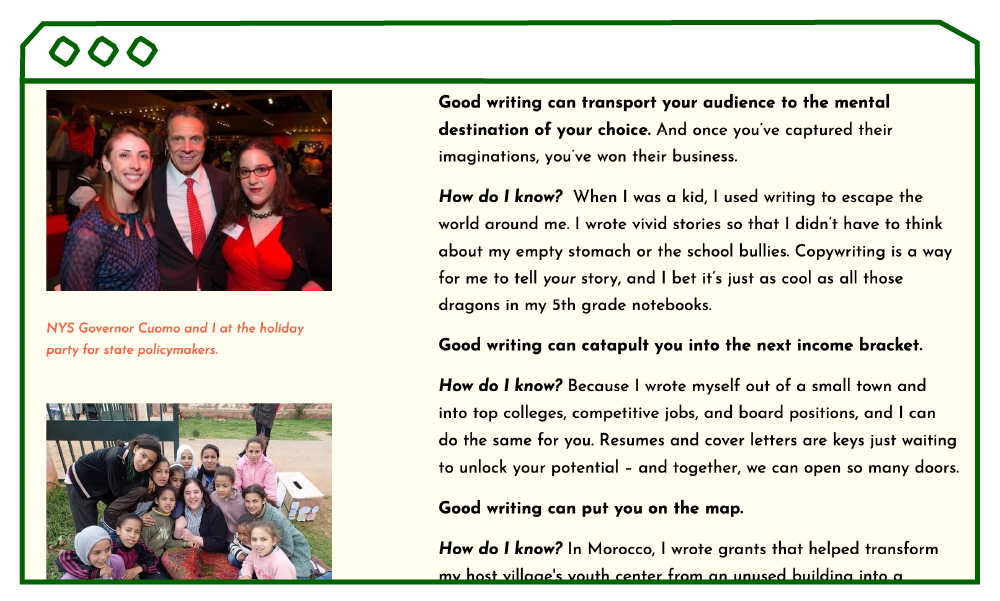 NYS Governor Cuomo and I at the holiday
party for state policymakers.
Good writing can transport your audience to the mental
destination of your choice. And once you've captured their
imaginations, you've won their business.
How do I know? When I was a kid, I used writing to escape the
world around me. I wrote vivid stories so that I didn't have to think
about my empty stomach or the school bullies. Copywriting is a way
for me to tell your story, and I bet it's just as cool as all those
dragons in my 5th grade notebooks.
Good writing can catapult you into the next income bracket.
How do I know? Because I wrote myself out of a small town and
into top colleges, competitive jobs, and board positions, and I can
do the same for you. Resumes and cover letters are keys just waiting
to unlock your potential – and together, we can open so many doors.
Good writing can put you on the map.
How do I know? In Morocco, I wrote grants that helped transform
my host village's youth center from an unused building into a